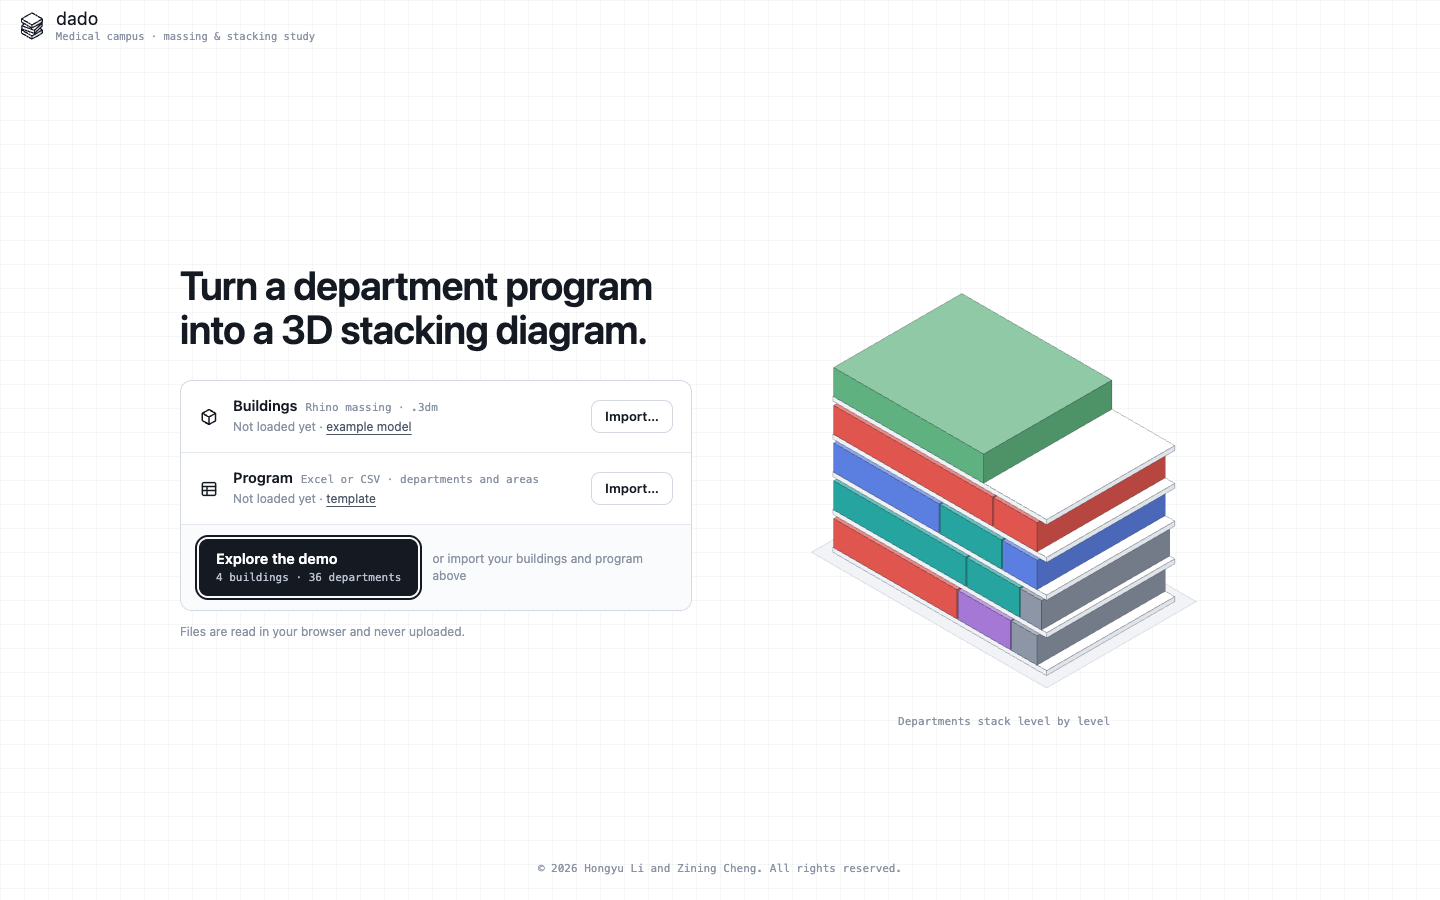 dado
Medical campus · massing & stacking study
Turn a department program
into a 3D stacking diagram.
Buildings Rhino massing · .3dm
Not loaded yet · example model
Import...
Program Excel or CSV · departments and areas
Not loaded yet · template
Import...
Explore the demo
4 buildings · 36 departments
or import your buildings and program
above
Files are read in your browser and never uploaded.
Departments stack level by level
© 2026 Hongyu Li and Zining Cheng. All rights reserved.